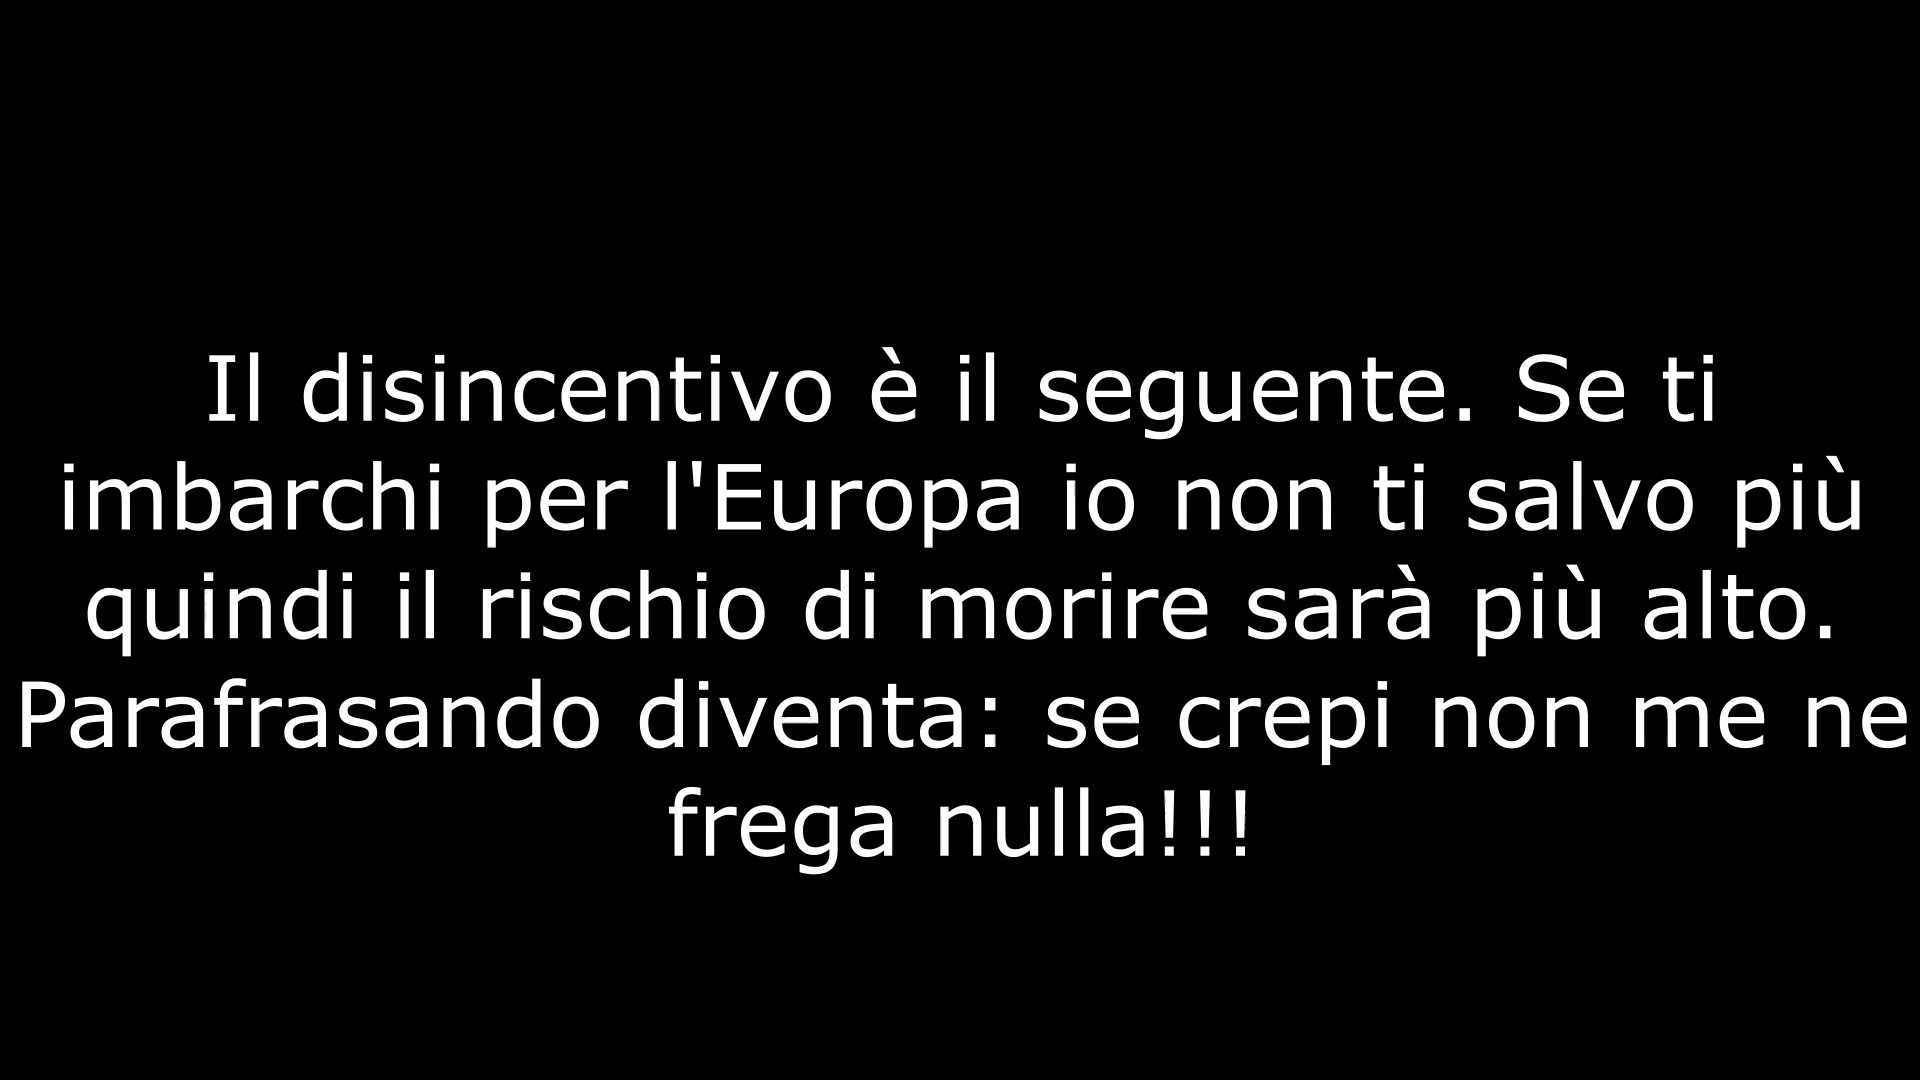 Il disincentivo è il seguente. Se ti
imbarchi per l'Europa io non ti salvo più
quindi il rischio di morire sarà più alto.
Parafrasando diventa: se crepi non me ne
frega nulla!!!